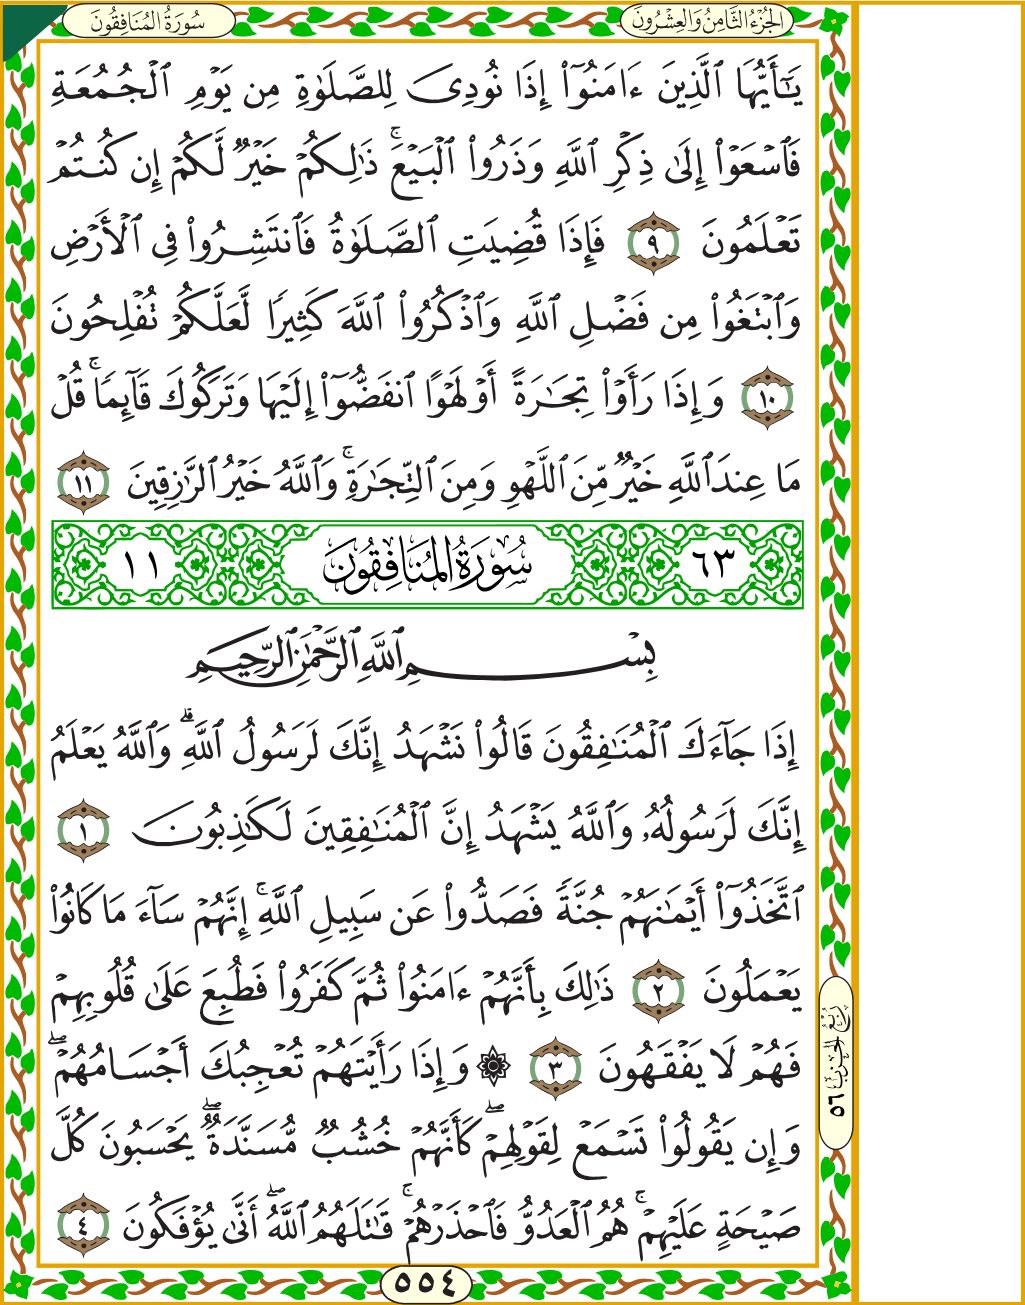 سُورَةُ المُنَافِقُونَ
الجُزْءُ الثَّامِنُ وَالعِشْرُونَ
يَٰٓأَيُّهَا ٱلَّذِينَ ءَامَنُوٓا۟ إِذَا نُودِىَ لِلصَّلَوٰةِ مِن يَوْمِ ٱلْجُمُعَةِ
فَٱسْعَوْا۟ إِلَىٰ ذِكْرِ ٱللَّهِ وَذَرُوا۟ ٱلْبَيْعَ ۚ ذَٰلِكُمْ خَيْرٌ لَّكُمْ إِن كُنتُمْ
تَعْلَمُونَ ٩ فَإِذَا قُضِيَتِ ٱلصَّلَوٰةُ فَٱنتَشِرُوا۟ فِى ٱلْأَرْضِ
وَٱبْتَغُوا۟ مِن فَضْلِ ٱللَّهِ وَٱذْكُرُوا۟ ٱللَّهَ كَثِيرًا لَّعَلَّكُمْ تُفْلِحُونَ
١٠ وَإِذَا رَأَوْا۟ تِجَٰرَةً أَوْ لَهْوًا ٱنفَضُّوٓا۟ إِلَيْهَا وَتَرَكُوكَ قَآئِمًا ۚ قُلْ
مَا عِندَ ٱللَّهِ خَيْرٌ مِّنَ ٱللَّهْوِ وَمِنَ ٱلتِّجَٰرَةِ ۚ وَٱللَّهُ خَيْرُ ٱلرَّٰزِقِينَ ١١
٦٣ سُورَةُ المُنَافِقُونَ ١١
بِسْمِ ٱللَّهِ ٱلرَّحْمَٰنِ ٱلرَّحِيمِ
إِذَا جَآءَكَ ٱلْمُنَٰفِقُونَ قَالُوا۟ نَشْهَدُ إِنَّكَ لَرَسُولُ ٱللَّهِ ۗ وَٱللَّهُ يَعْلَمُ
إِنَّكَ لَرَسُولُهُۥ وَٱللَّهُ يَشْهَدُ إِنَّ ٱلْمُنَٰفِقِينَ لَكَٰذِبُونَ ١
ٱتَّخَذُوٓا۟ أَيْمَٰنَهُمْ جُنَّةً فَصَدُّوا۟ عَن سَبِيلِ ٱللَّهِ ۚ إِنَّهُمْ سَآءَ مَا كَانُوا۟
يَعْمَلُونَ ٢ ذَٰلِكَ بِأَنَّهُمْ ءَامَنُوا۟ ثُمَّ كَفَرُوا۟ فَطُبِعَ عَلَىٰ قُلُوبِهِمْ
فَهُمْ لَا يَفْقَهُونَ ٣ ۞ وَإِذَا رَأَيْتَهُمْ تُعْجِبُكَ أَجْسَامُهُمْ ۖ
وَإِن يَقُولُوا۟ تَسْمَعْ لِقَوْلِهِمْ ۖ كَأَنَّهُمْ خُشُبٌ مُّسَنَّدَةٌ ۖ يَحْسَبُونَ كُلَّ
صَيْحَةٍ عَلَيْهِمْ ۚ هُمُ ٱلْعَدُوُّ فَٱحْذَرْهُمْ ۚ قَٰتَلَهُمُ ٱللَّهُ ۖ أَنَّىٰ يُؤْفَكُونَ ٤
رُبْعُ الحِزْبِ ٥٦
٥٥٤